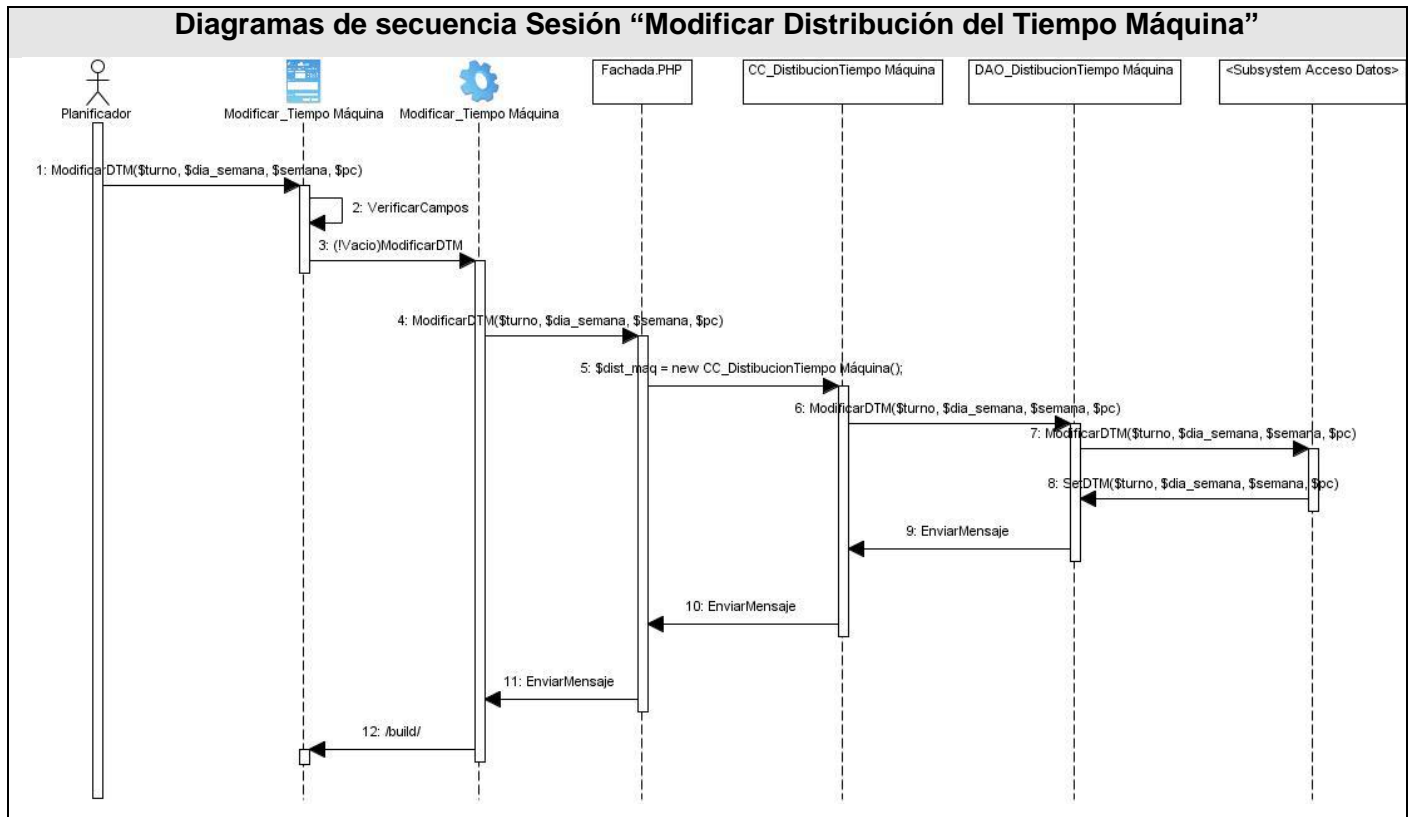 Diagramas de secuencia Sesión “Modificar Distribución del Tiempo Máquina”
Planificador
Modificar_Tiempo Máquina
Modificar_Tiempo Máquina
Fachada.PHP
CC_DistibucionTiempo Máquina
DAO_DistibucionTiempo Máquina
<Subsystem Acceso Datos>
1: ModificarDTM($turno, $dia_semana, $semana, $pc)
2: VerificarCampos
3: (!Vacio)ModificarDTM
4: ModificarDTM($turno, $dia_semana, $semana, $pc)
5: $dist_maq = new CC_DistibucionTiempo Máquina();
6: ModificarDTM($turno, $dia_semana, $semana, $pc)
7: ModificarDTM($turno, $dia_semana, $semana, $pc)
8: SetDTM($turno, $dia_semana, $semana, $pc)
9: EnviarMensaje
10: EnviarMensaje
11: EnviarMensaje
12: /build/